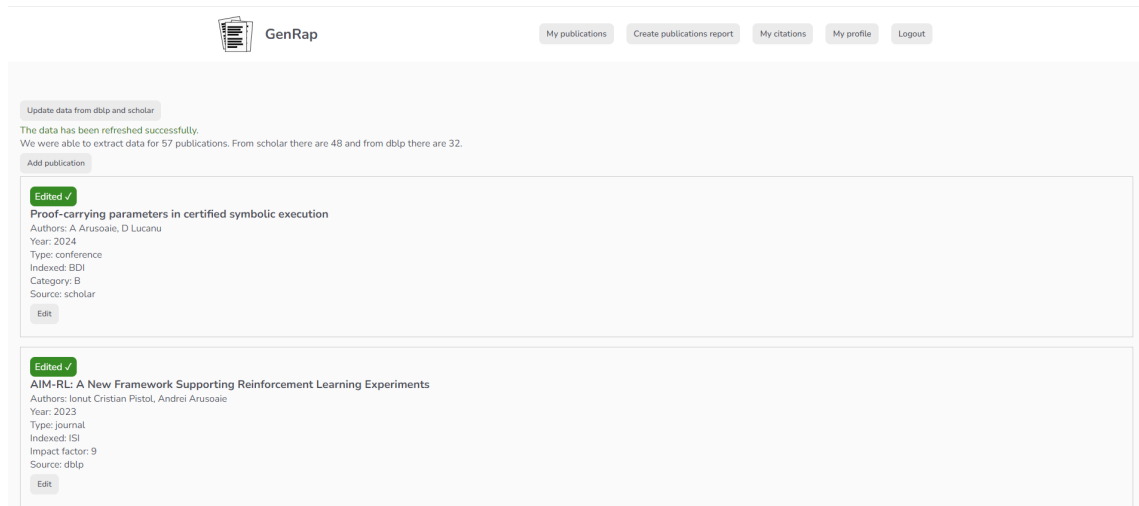 GenRap
My publications
Create publications report
My citations
My profile
Logout
Update data from dblp and scholar
The data has been refreshed successfully.
We were able to extract data for 57 publications. From scholar there are 48 and from dblp there are 32.
Add publication
Edited ✓
Proof-carrying parameters in certified symbolic execution
Authors: A Arusoaie, D Lucanu
Year: 2024
Type: conference
Indexed: BDI
Category: B
Source: scholar
Edit
Edited ✓
AIM-RL: A New Framework Supporting Reinforcement Learning Experiments
Authors: Ionut Cristian Pistol, Andrei Arusoaie
Year: 2023
Type: journal
Indexed: ISI
Impact factor: 9
Source: dblp
Edit